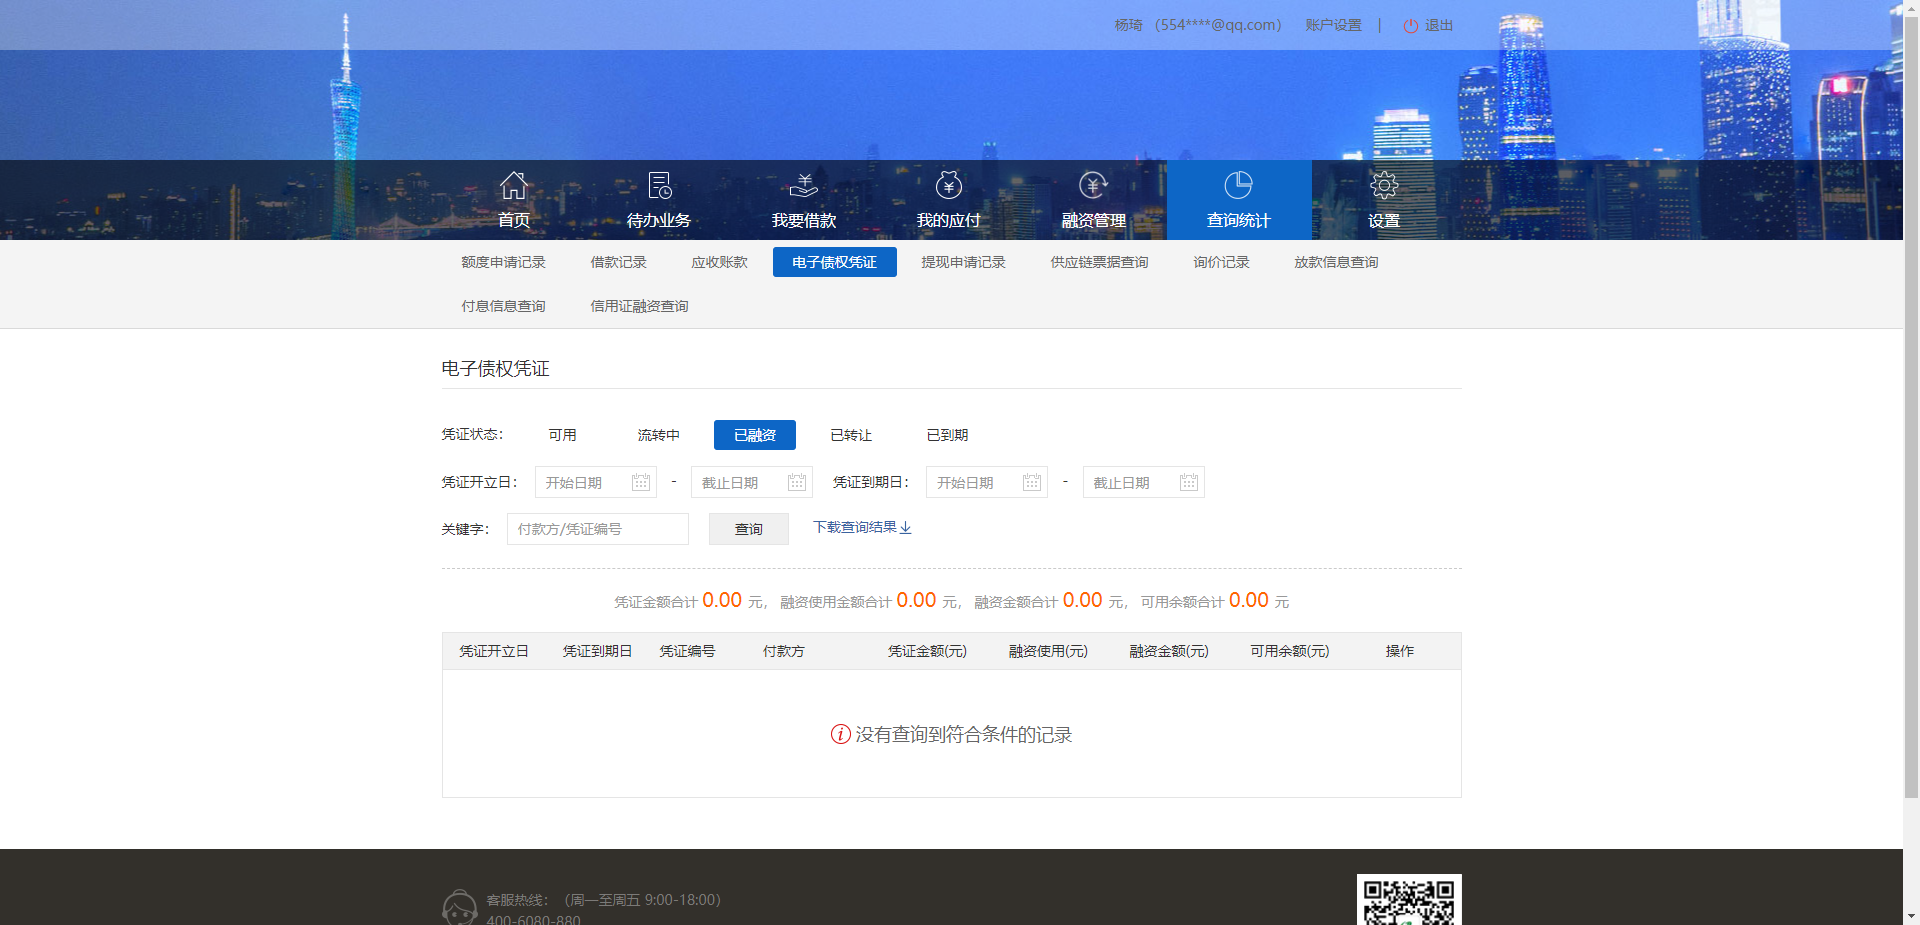 杨琦 （554****@qq.com） 账户设置 | 退出
首页 待办业务 我要借款 我的应付 融资管理 查询统计 设置
额度申请记录 借款记录 应收账款 电子债权凭证 提现申请记录 供应链票据查询 询价记录 放款信息查询
付息信息查询 信用证融资查询
电子债权凭证
凭证状态： 可用 流转中 已融资 已转让 已到期
凭证开立日： 开始日期 - 截止日期 凭证到期日： 开始日期 - 截止日期
关键字： 付款方/凭证编号 查询 下载查询结果
凭证金额合计 0.00 元， 融资使用金额合计 0.00 元， 融资金额合计 0.00 元， 可用余额合计 0.00 元
凭证开立日 凭证到期日 凭证编号 付款方 凭证金额(元) 融资使用(元) 融资金额(元) 可用余额(元) 操作
没有查询到符合条件的记录
客服热线： （周一至周五 9:00-18:00）
400-6080-880